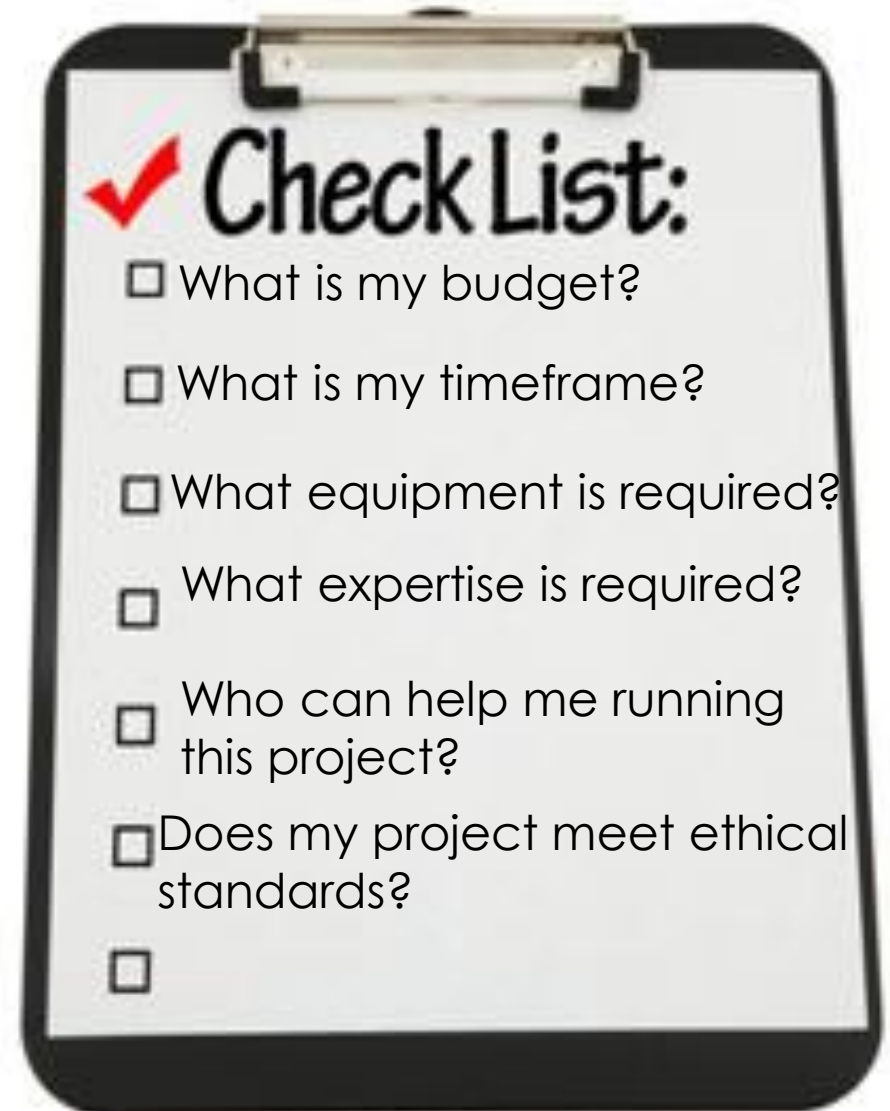 Check List:
What is my budget?
What is my timeframe?
What equipment is required?
What expertise is required?
Who can help me running
this project?
Does my project meet ethical
standards?